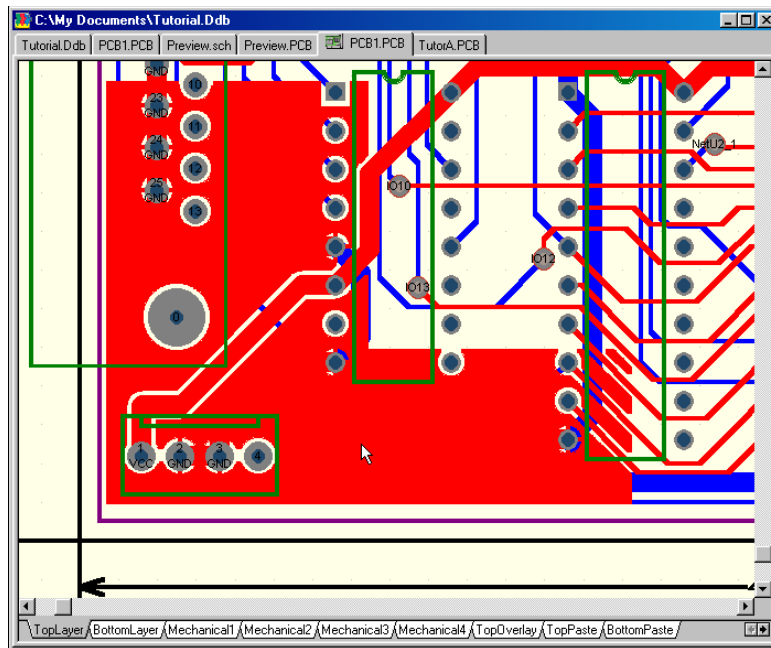 C:\My Documents\Tutorial.Ddb
Tutorial.Ddb PCB1.PCB Preview.sch Preview.PCB PCB1.PCB TutorA.PCB
GND
10
23
GND
11
24
GND
NetU2_1
12
25
GND
IO10
13
IO12
IO13
0
1 2 3 4
VCC GND GND
TopLayer BottomLayer Mechanical1 Mechanical2 Mechanical3 Mechanical4 TopOverlay TopPaste BottomPaste